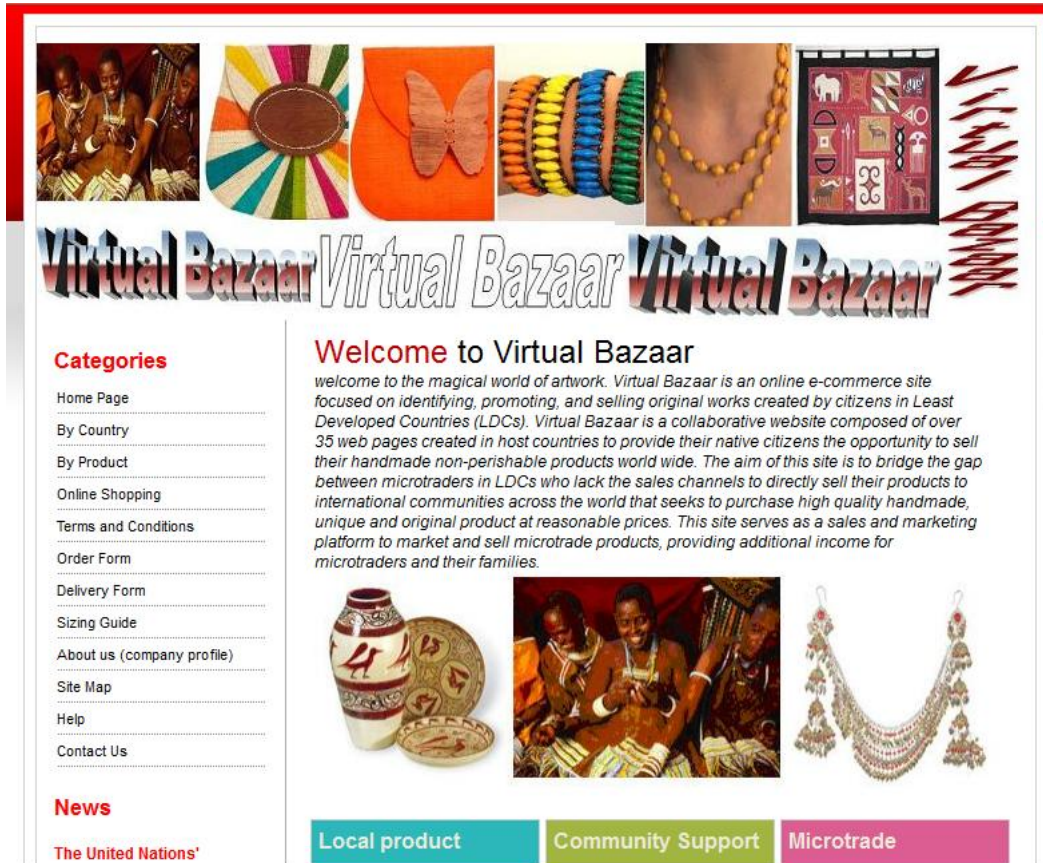 Virtual Bazaar
Virtual Bazaar Virtual Bazaar Virtual Bazaar
Categories
Home Page
By Country
By Product
Online Shopping
Terms and Conditions
Order Form
Delivery Form
Sizing Guide
About us (company profile)
Site Map
Help
Contact Us
News
The United Nations'
Welcome to Virtual Bazaar
welcome to the magical world of artwork. Virtual Bazaar is an online e-commerce site
focused on identifying, promoting, and selling original works created by citizens in Least
Developed Countries (LDCs). Virtual Bazaar is a collaborative website composed of over
35 web pages created in host countries to provide their native citizens the opportunity to sell
their handmade non-perishable products world wide. The aim of this site is to bridge the gap
between microtraders in LDCs who lack the sales channels to directly sell their products to
international communities across the world that seeks to purchase high quality handmade,
unique and original product at reasonable prices. This site serves as a sales and marketing
platform to market and sell microtrade products, providing additional income for
microtraders and their families.
Local product
Community Support
Microtrade